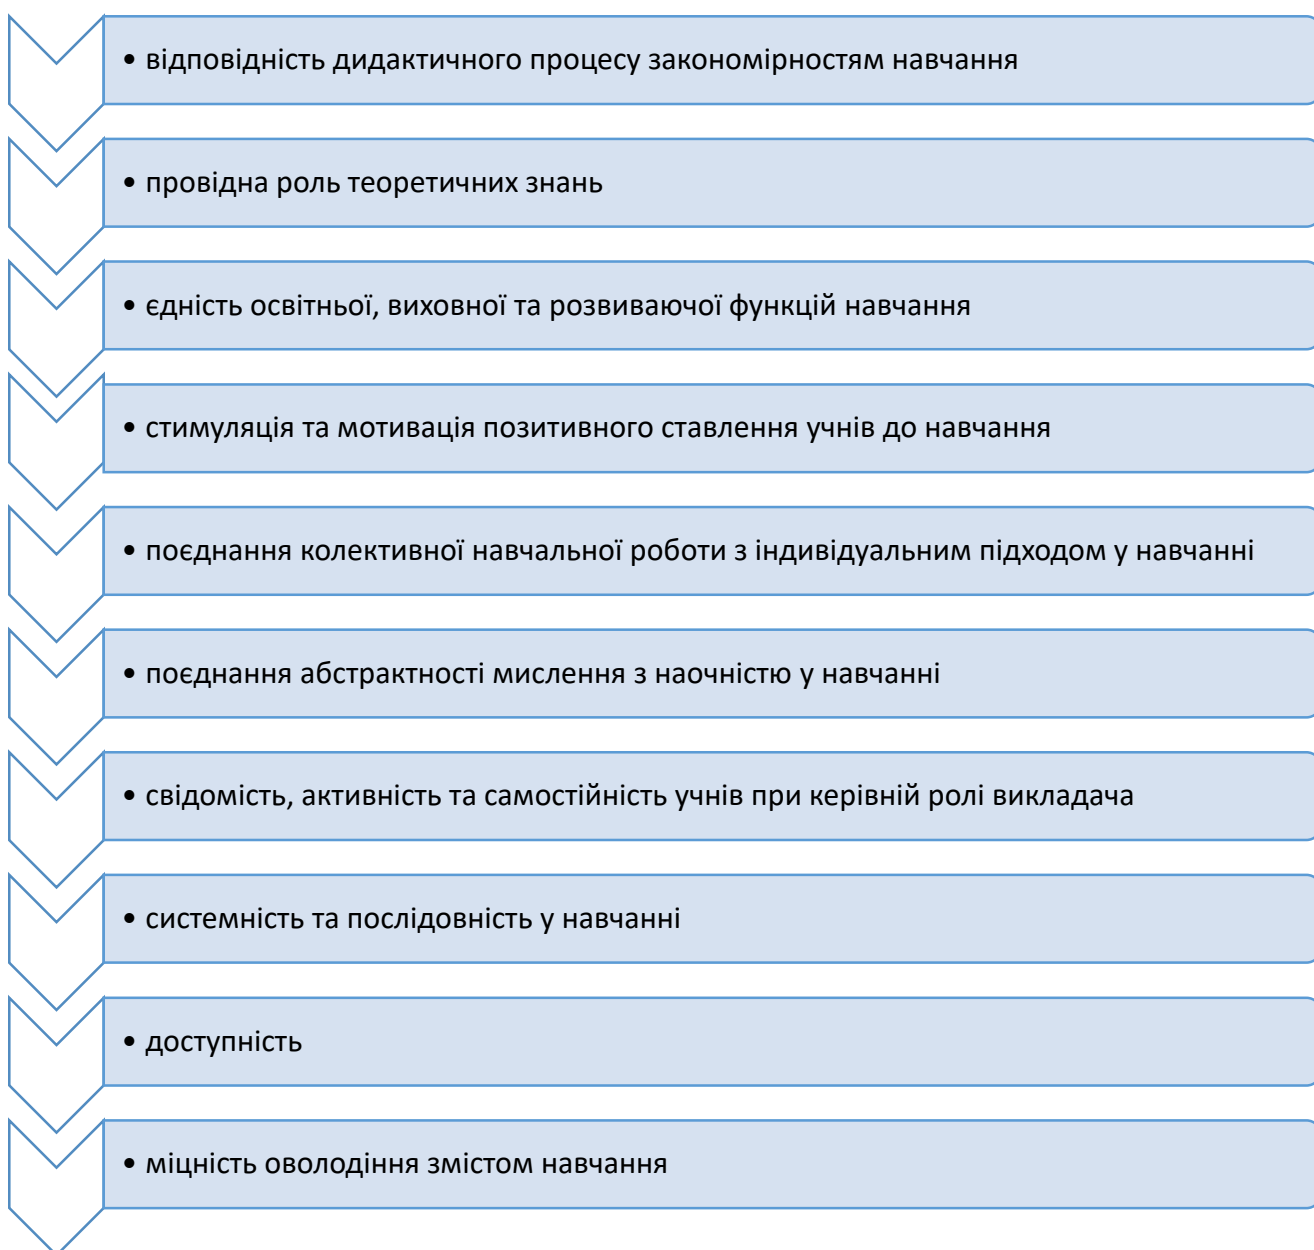 • відповідність дидактичного процесу закономірностям навчання
• провідна роль теоретичних знань
• єдність освітньої, виховної та розвиваючої функцій навчання
• стимуляція та мотивація позитивного ставлення учнів до навчання
• поєднання колективної навчальної роботи з індивідуальним підходом у навчанні
• поєднання абстрактності мислення з наочністю у навчанні
• свідомість, активність та самостійність учнів при керівній ролі викладача
• системність та послідовність у навчанні
• доступність
• міцність оволодіння змістом навчання